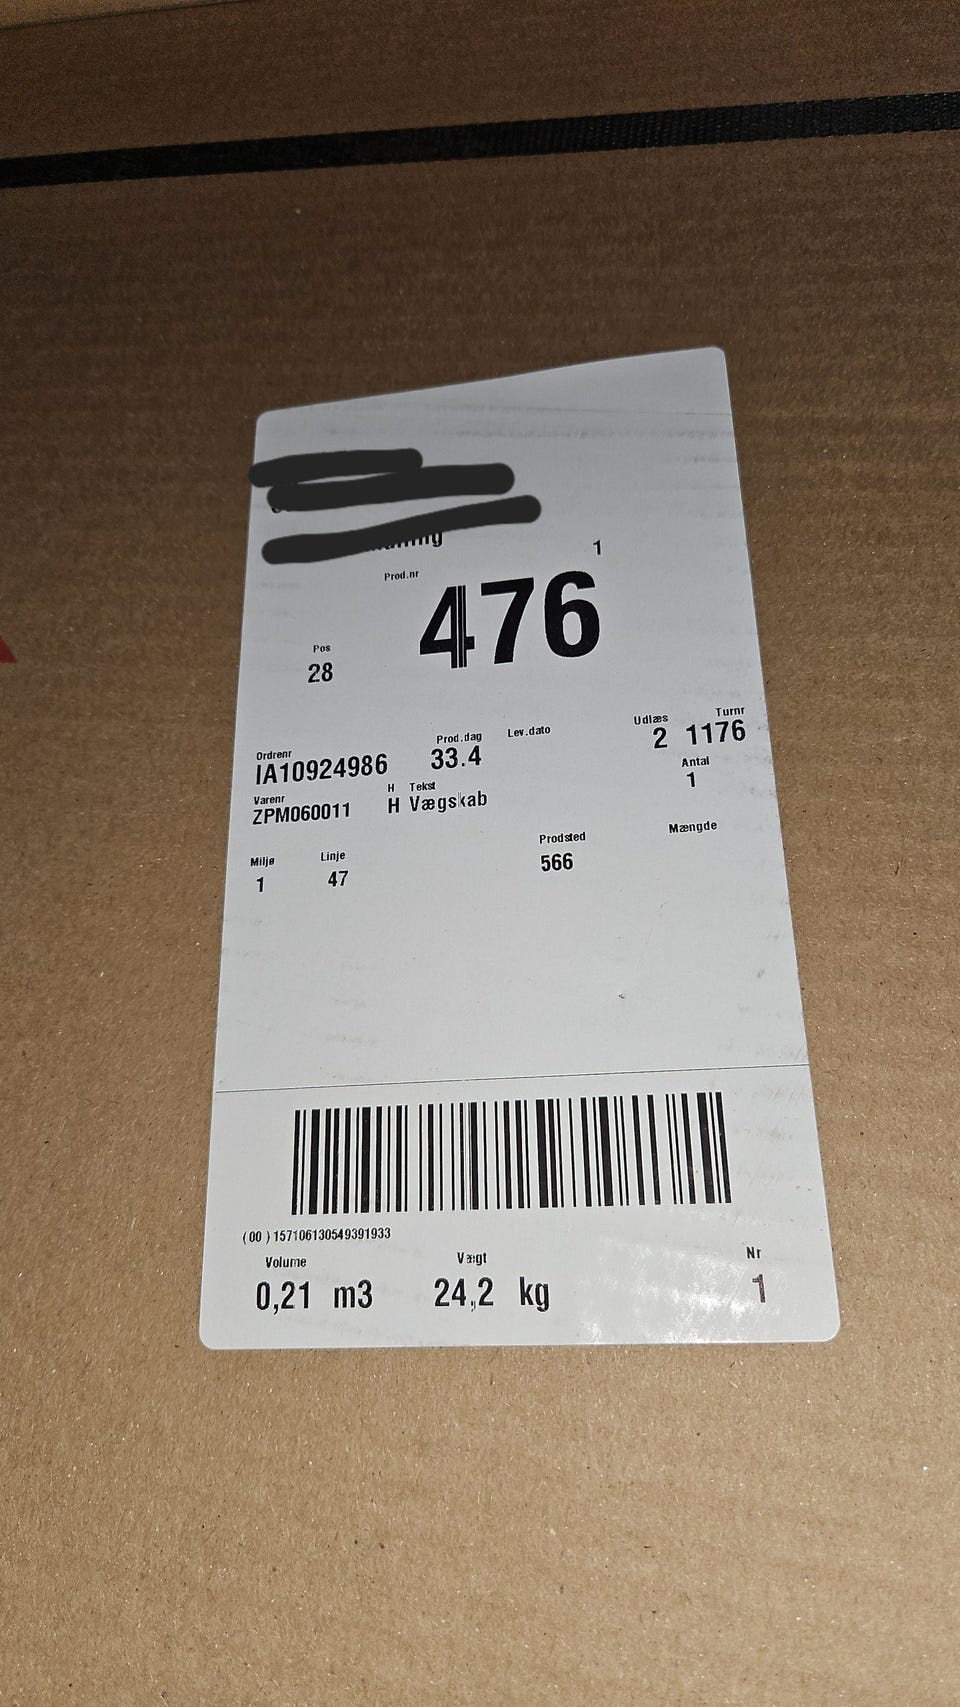 1
Prod.nr
476
Pos
28
Udlæs Turnr
2 1176
Ordrenr Prod.dag Lev.dato
IA10924986 33.4
Antal
1
Varenr H Tekst
ZPM060011 H Vægskab
Prodsted Mængde
566
Miljø Linje
1 47
(00)157106130549391933
Volume Vægt Nr
0,21 m3 24,2 kg 1